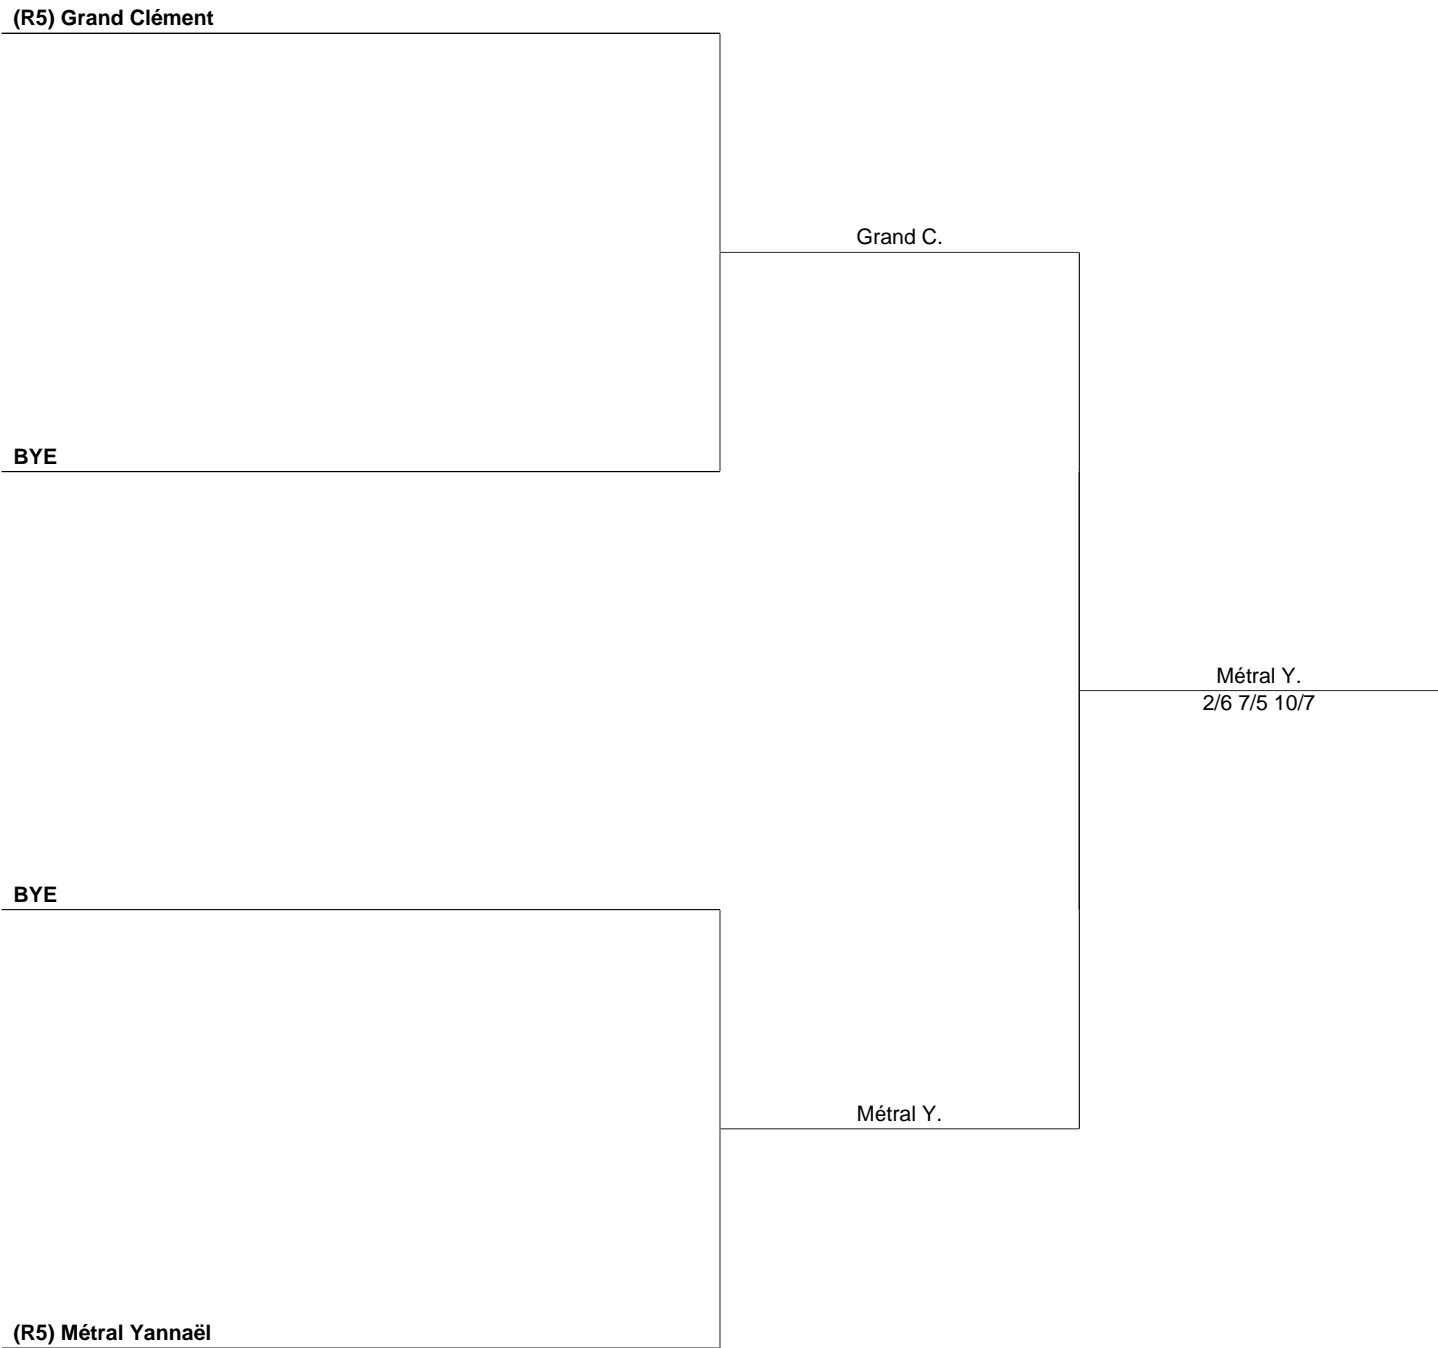 (R5) Grand Clément
Grand C.
BYE
Métral Y.
2/6 7/5 10/7
BYE
Métral Y.
(R5) Métral Yannaël